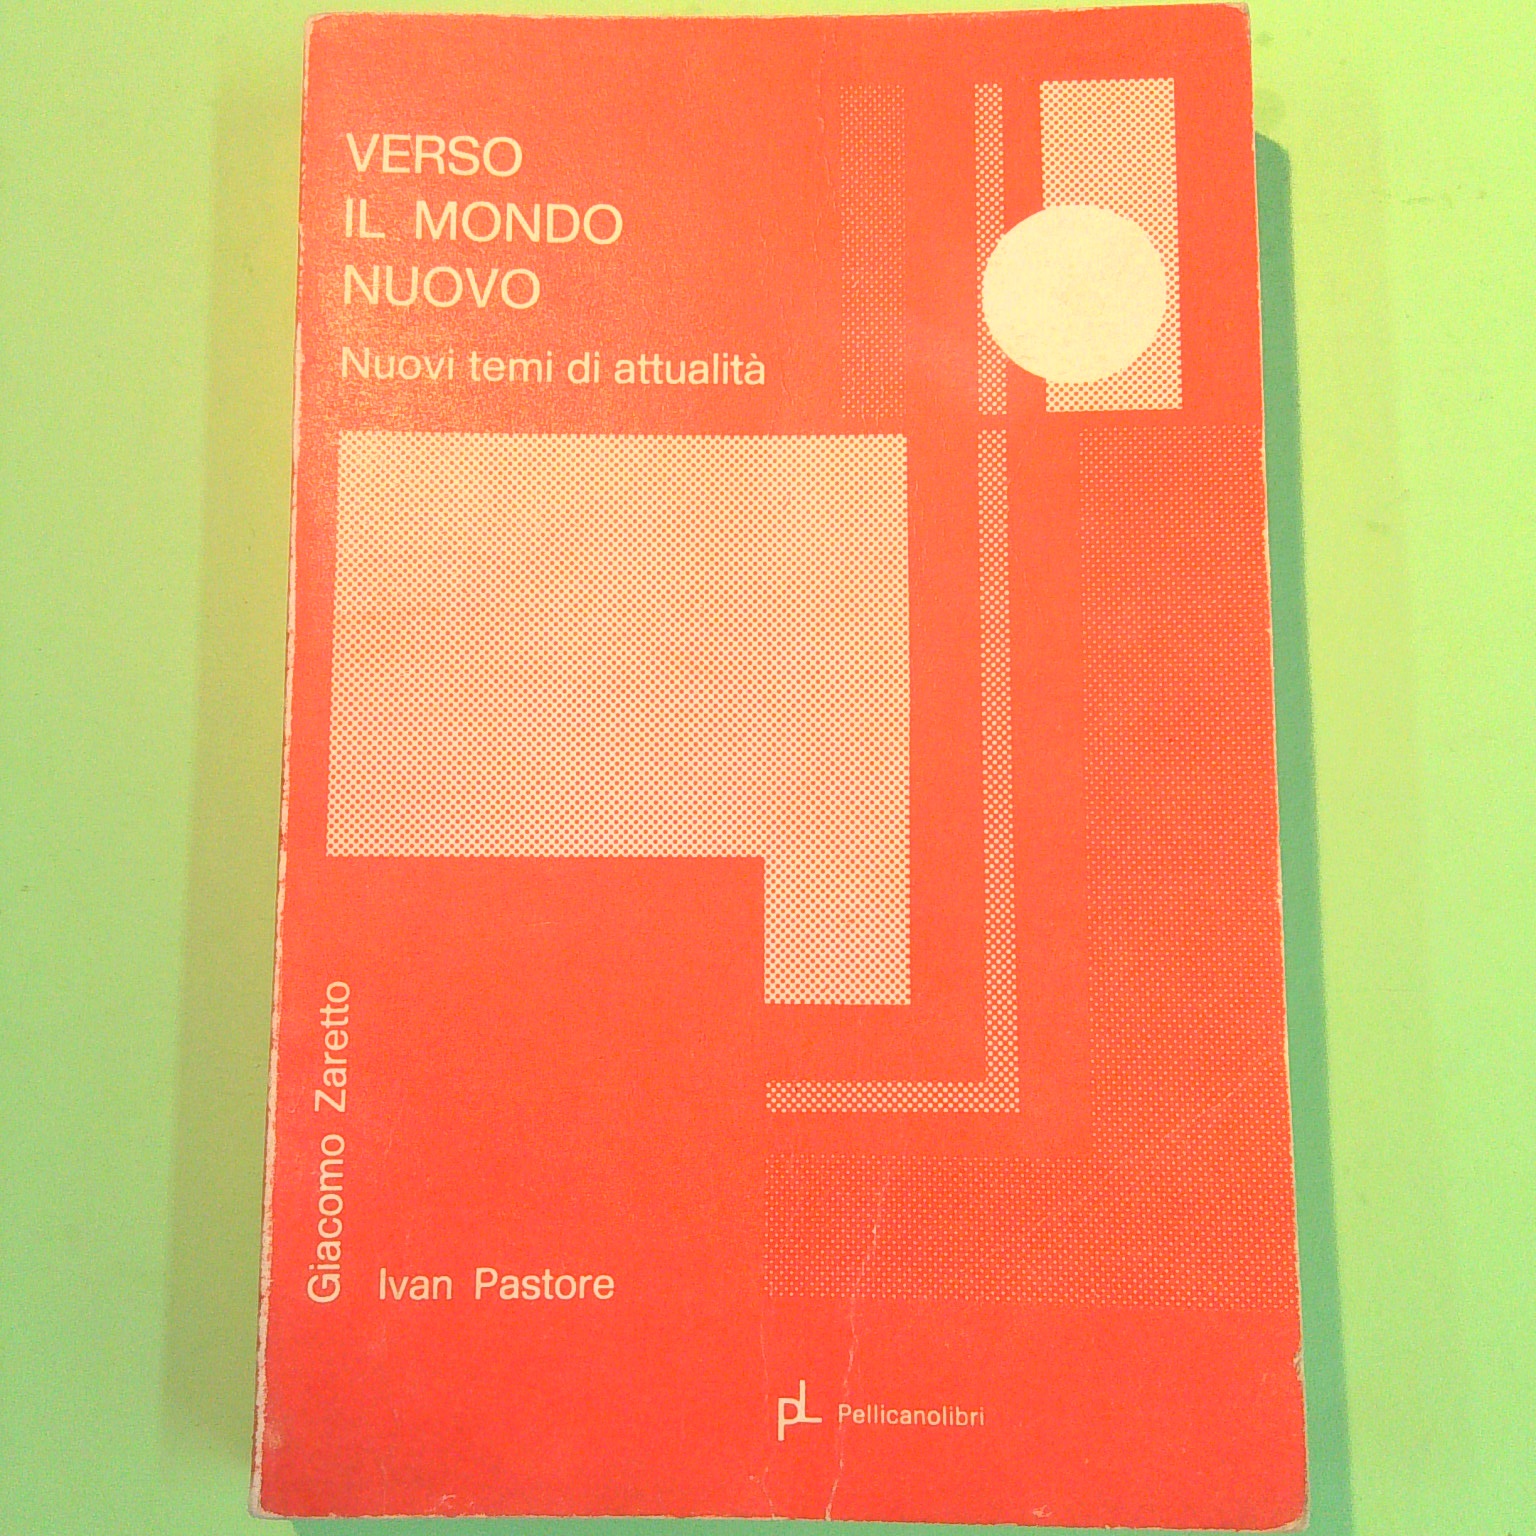 VERSO
IL MONDO
NUOVO
Nuovi temi di attualità
Giacomo Zaretto
Ivan Pastore
pL Pellicanolibri